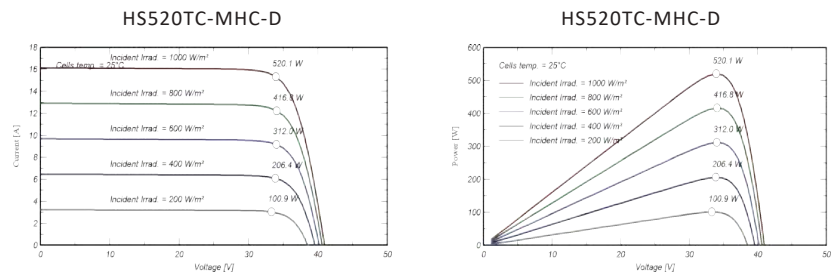 HS520TC-MHC-D
18
16
14
12
10
8
6
4
2
0
Current [A]
Incident Irrad. = 1000 W/m²
Cells temp. = 25°C
520.1 W
Incident Irrad. = 800 W/m²
416.8 W
Incident Irrad. = 600 W/m²
312.0 W
Incident Irrad. = 400 W/m²
206.4 W
Incident Irrad. = 200 W/m²
100.9 W
0 10 20 30 40 50
Voltage [V]
HS520TC-MHC-D
600
500
400
300
200
100
0
Power [W]
Cells temp. = 25°C
Incident Irrad. = 1000 W/m²
Incident Irrad. = 800 W/m²
Incident Irrad. = 600 W/m²
Incident Irrad. = 400 W/m²
Incident Irrad. = 200 W/m²
520.1 W
416.8 W
312.0 W
206.4 W
100.9 W
0 10 20 30 40 50
Voltage [V]